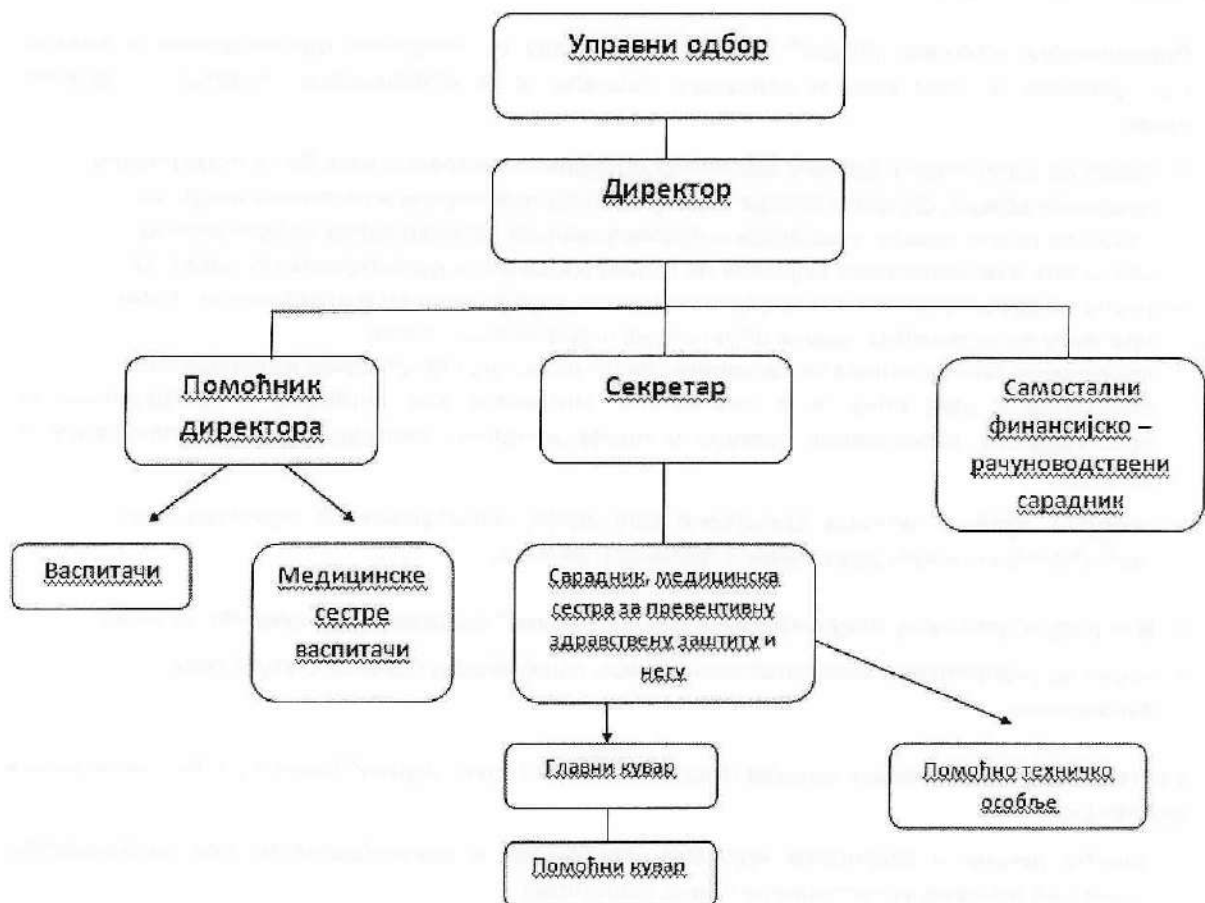 Управни одбор
Директор
Помоћник
директора
Секретар
Самостални
финансијско –
рачуноводствени
сарадник
Васпитачи
Медицинске
сестре
васпитачи
Сарадник, медицинска
сестра за превентивну
здравствену заштиту и
негу
Главни кувар
Помоћно техничко
особље
Помоћни кувар